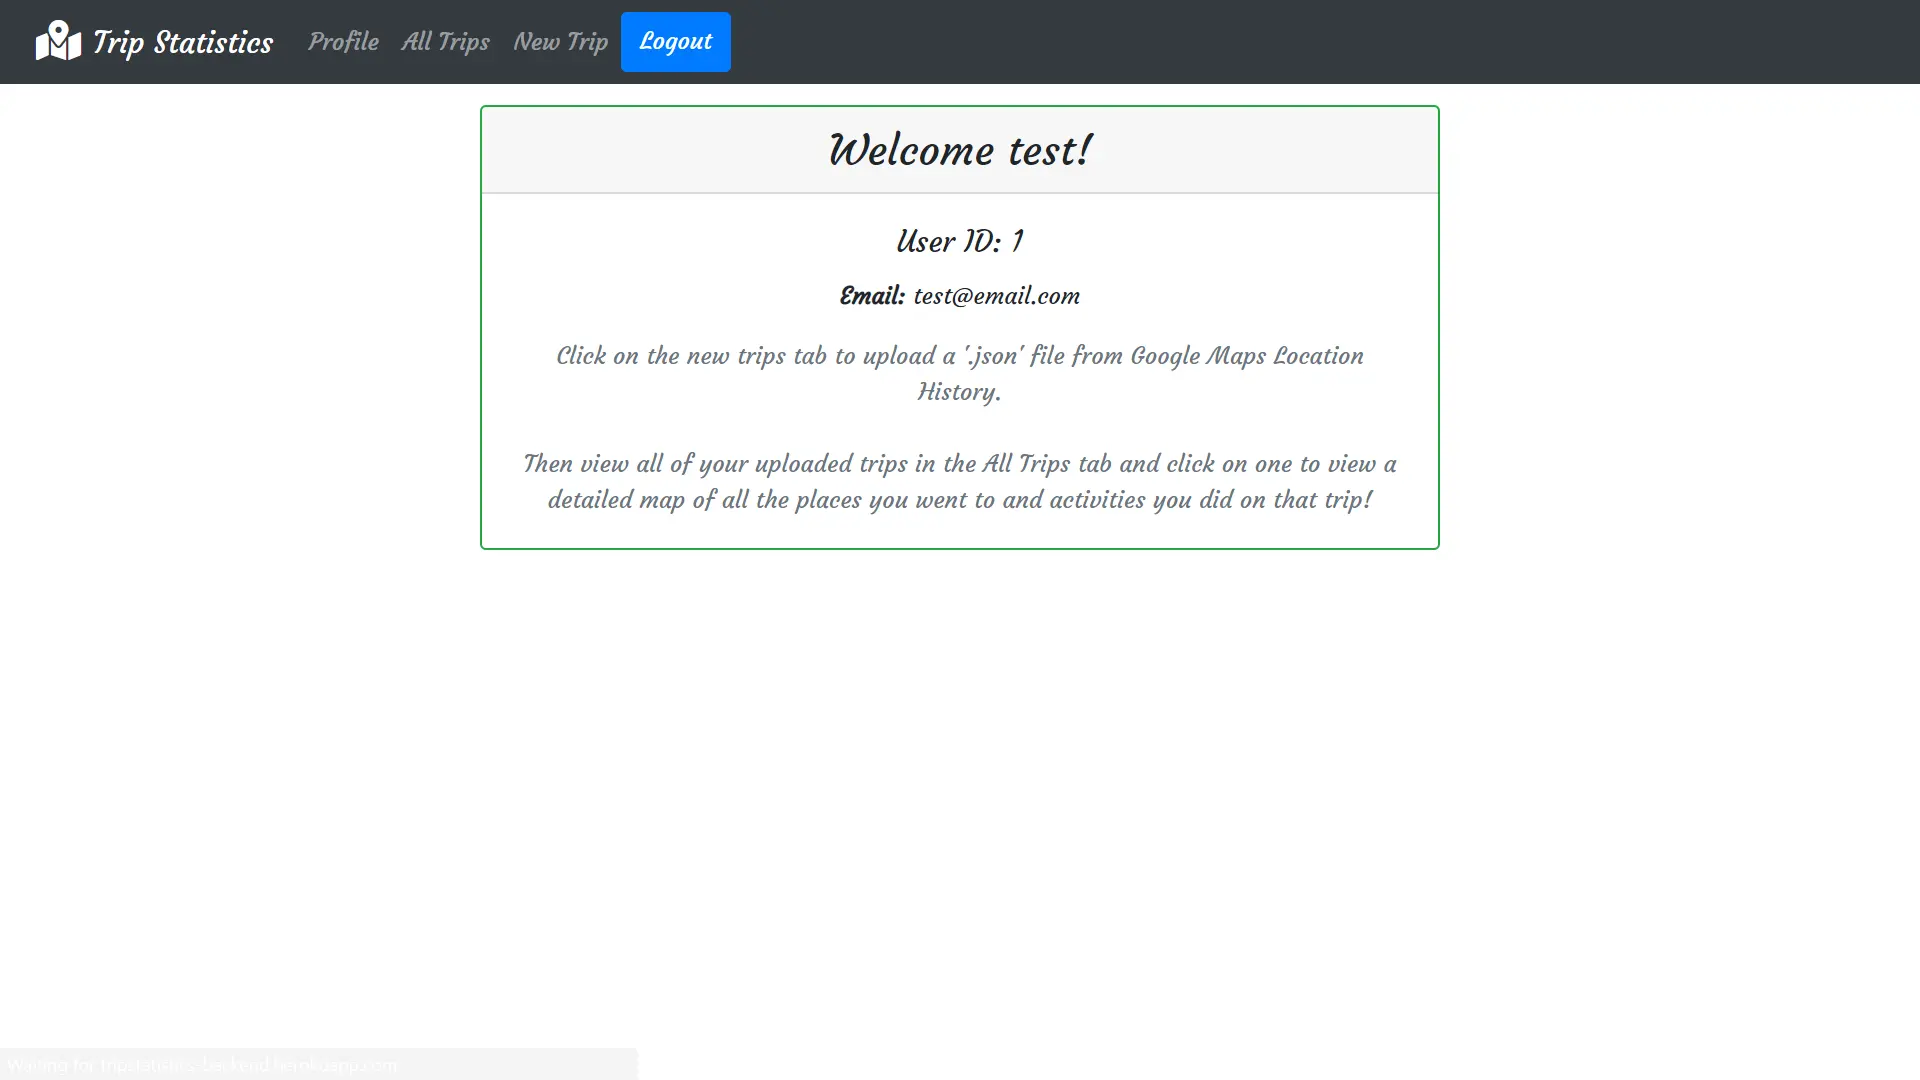 Trip Statistics Profile All Trips New Trip Logout
Welcome test!
User ID: 1
Email: test@email.com
Click on the new trips tab to upload a '.json' file from Google Maps Location
History.
Then view all of your uploaded trips in the All Trips tab and click on one to view a
detailed map of all the places you went to and activities you did on that trip!
Waiting for tripstatistics-backend.herokuapp.com